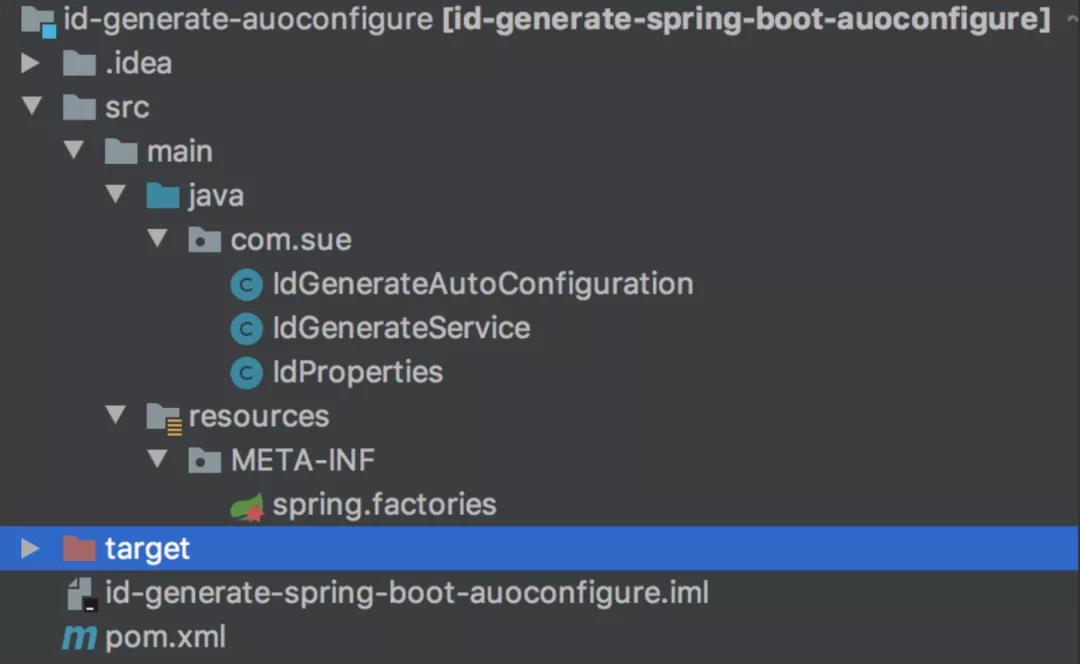 id-generate-auoconfigure [id-generate-spring-boot-auoconfigure]
.idea
src
main
java
com.sue
IdGenerateAutoConfiguration
IdGenerateService
IdProperties
resources
META-INF
spring.factories
target
id-generate-spring-boot-auoconfigure.iml
pom.xml